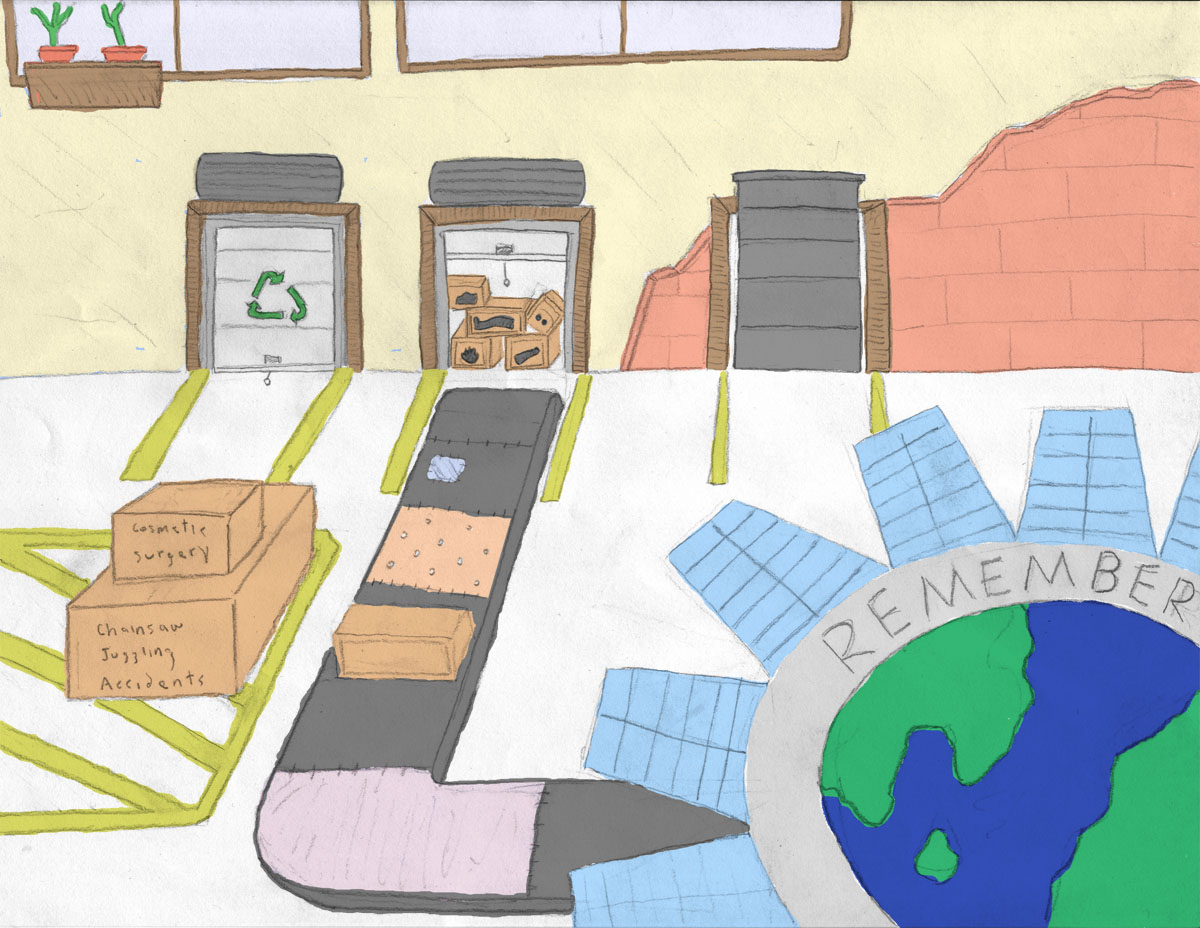 Cosmetic
surgery
Chainsaw
Juggling
Accidents
REMEMBER